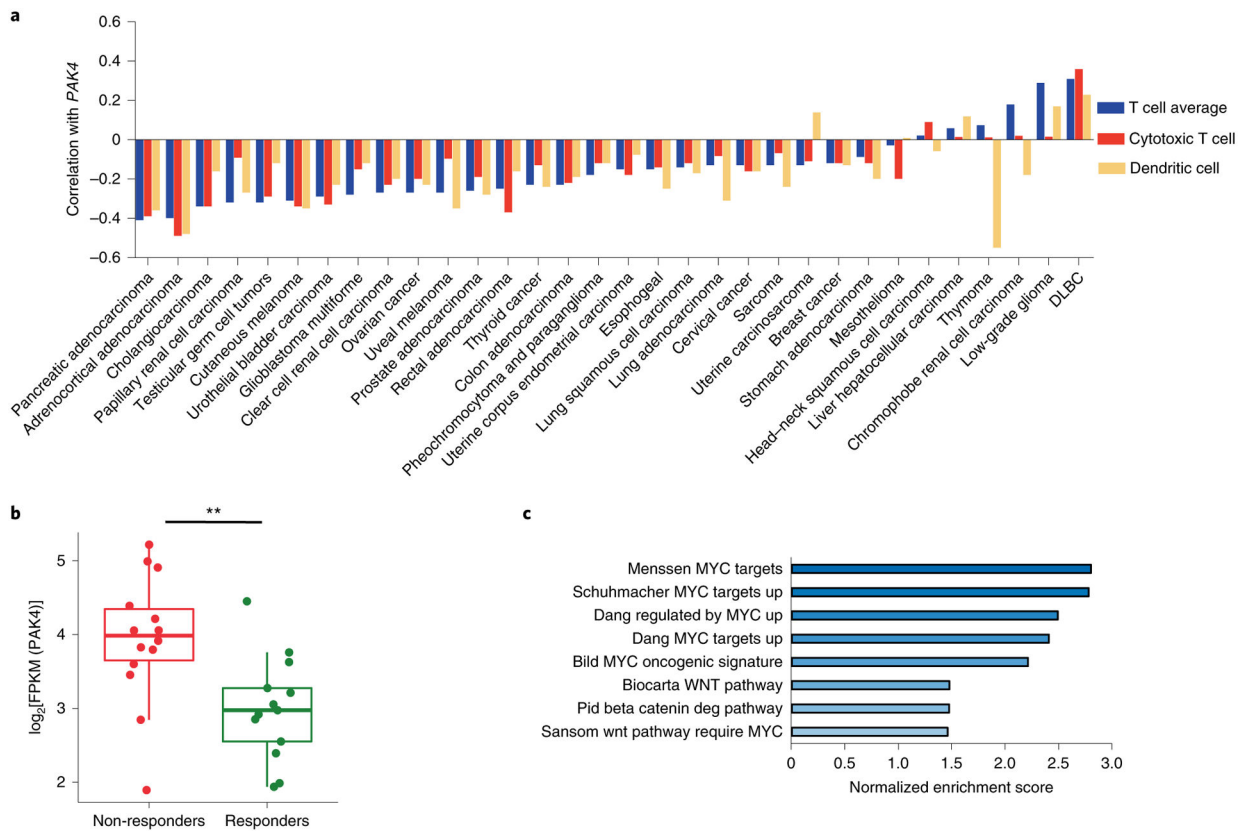 a
0.6
0.4
0.2
0
–0.2
–0.4
–0.6
Correlation with PAK4
T cell average
Cytotoxic T cell
Dendritic cell
Pancreatic adenocarcinoma
Adrenocortical adenocarcinoma
Cholangiocarcinoma
Papillary renal cell carcinoma
Testicular germ cell tumors
Cutaneous melanoma
Urothelial bladder carcinoma
Glioblastoma multiforme
Clear cell renal cell carcinoma
Ovarian cancer
Uveal melanoma
Prostate adenocarcinoma
Rectal adenocarcinoma
Thyroid cancer
Colon adenocarcinoma
Pheochromocytoma and paraganglioma
Uterine corpus endometrial carcinoma
Esophogeal
Lung squamous cell carcinoma
Lung adenocarcinoma
Cervical cancer
Sarcoma
Uterine carcinosarcoma
Breast cancer
Stomach adenocarcinoma
Mesothelioma
Head–neck squamous cell carcinoma
Liver hepatocellular carcinoma
Thymoma
Chromophobe renal cell carcinoma
Low-grade glioma
DLBC
b
**
5
4
3
2
log2[FPKM (PAK4)]
Non-responders
Responders
c
Menssen MYC targets
Schuhmacher MYC targets up
Dang regulated by MYC up
Dang MYC targets up
Bild MYC oncogenic signature
Biocarta WNT pathway
Pid beta catenin deg pathway
Sansom wnt pathway require MYC
0 0.5 1.0 1.5 2.0 2.5 3.0
Normalized enrichment score